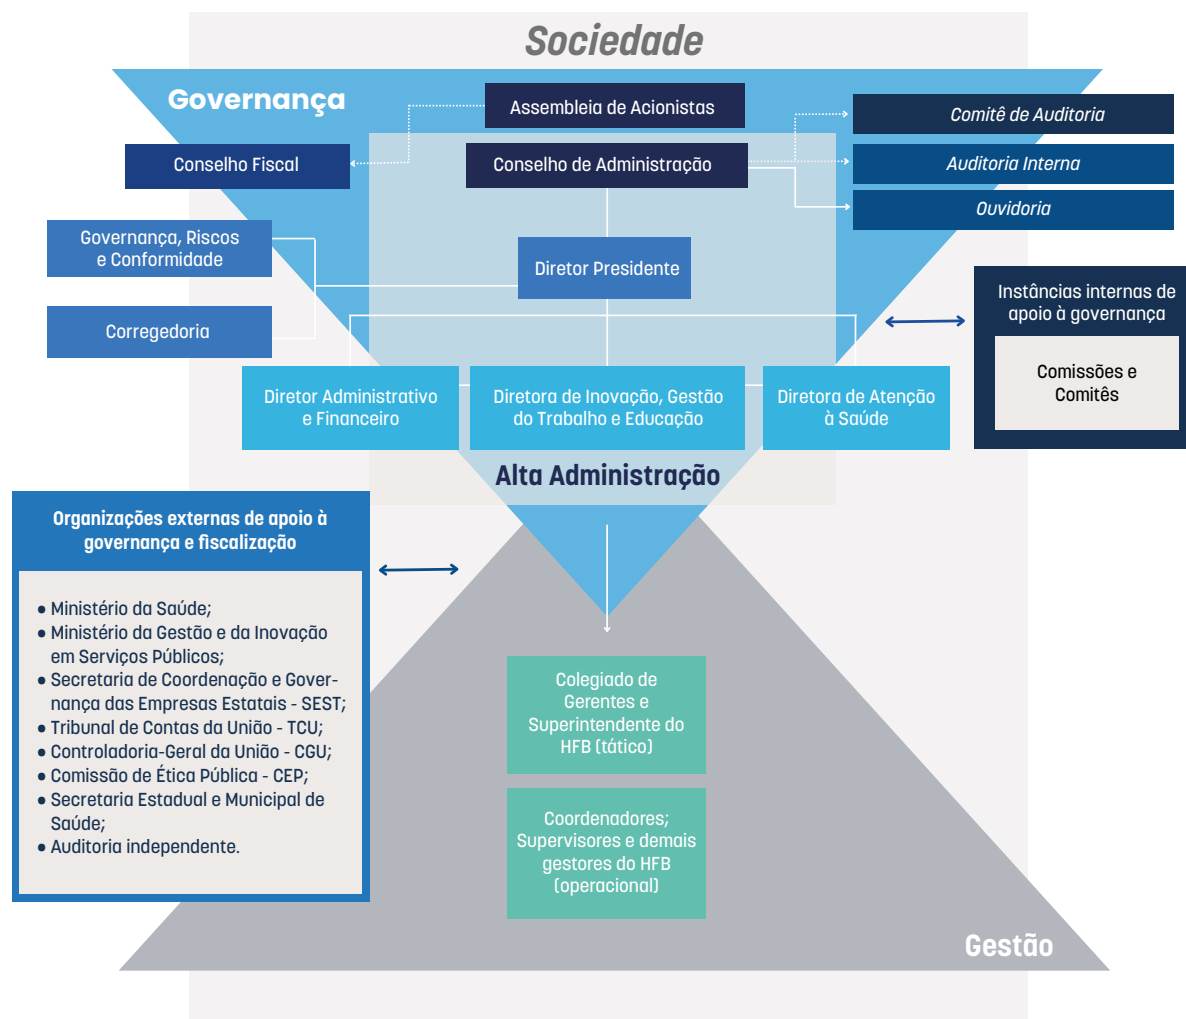 Sociedade
Governança
Assembleia de Acionistas
Comitê de Auditoria
Conselho Fiscal
Conselho de Administração
Auditoria Interna
Ouvidoria
Governança, Riscos
e Conformidade
Diretor Presidente
Corregedoria
Instâncias internas de
apoio à governança
Comissões e
Comitês
Diretor Administrativo
e Financeiro
Diretora de Inovação, Gestão
do Trabalho e Educação
Diretora de Atenção
à Saúde
Alta Administração
Organizações externas de apoio à
governança e fiscalização
• Ministério da Saúde;
• Ministério da Gestão e da Inovação
em Serviços Públicos;
• Secretaria de Coordenação e Gover-
nança das Empresas Estatais - SEST;
• Tribunal de Contas da União - TCU;
• Controladoria-Geral da União - CGU;
• Comissão de Ética Pública - CEP;
• Secretaria Estadual e Municipal de
Saúde;
• Auditoria independente.
Colegiado de
Gerentes e
Superintendente do
HFB (tático)
Coordenadores;
Supervisores e demais
gestores do HFB
(operacional)
Gestão